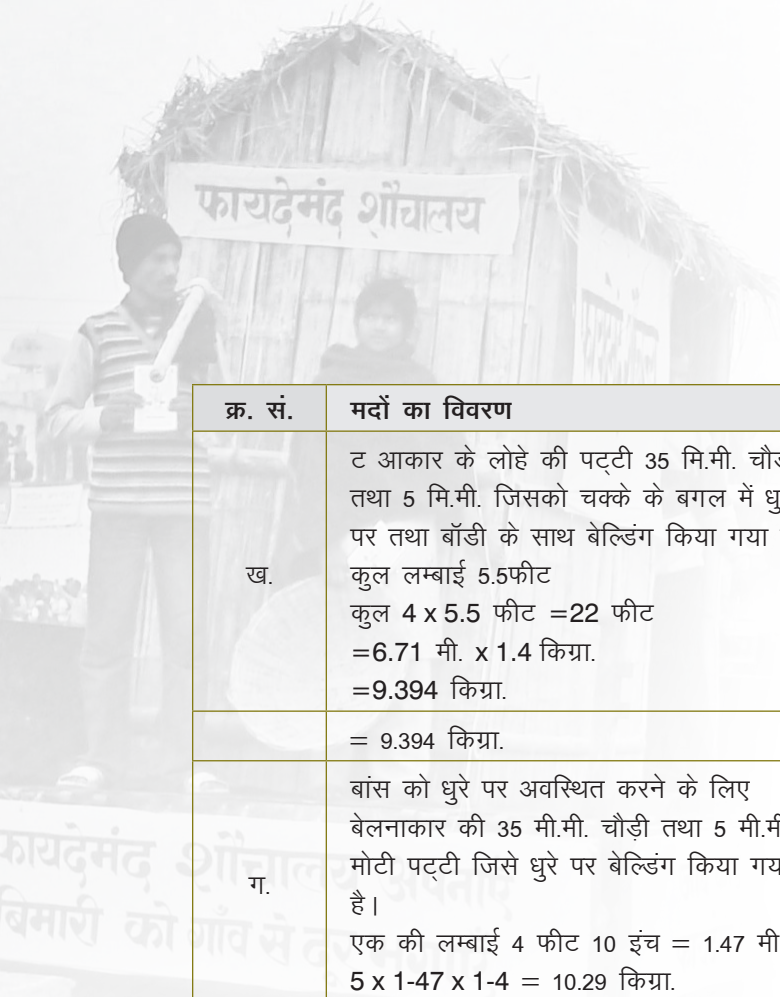 फायदेमंद शौचालय
क्र. सं. मदों का विवरण
ख.
ट आकार के लोहे की पट्टी 35 मि.मी.
तथा 5 मि.मी. जिसको चक्के के बगल में
पर तथा बॉडी के साथ बेल्डिंग किया गया
कुल लम्बाई 5.5फीट
कुल 4 x 5.5 फीट =22 फीट
=6.71 मी. x 1.4 किग्रा.
=9.394 किग्रा.
= 9.394 किग्रा.
ग.
बांस को धुरे पर अवस्थित करने के लिए
बेलनाकार की 35 मी.मी. चौड़ी तथा 5
मोटी पट्टी जिसे धुरे पर बेल्डिंग किया
है।
एक की लम्बाई 4 फीट 10 इंच = 1.47
5 x 1-47 x 1-4 = 10.29 किग्रा.
फायदेमंद शौचालय अपनाएं
बिमारी को गाँव से दूर भगाएं